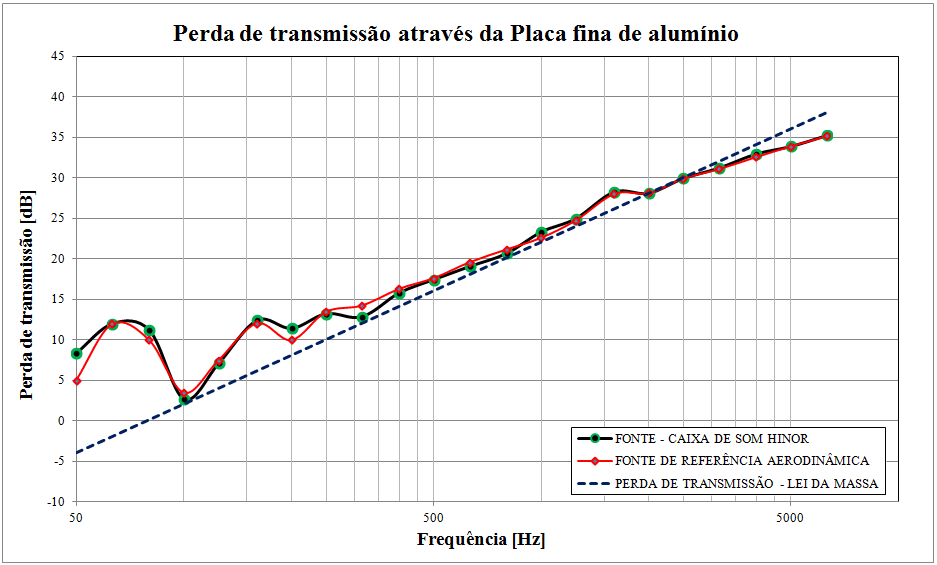 Perda de transmissão através da Placa fina de alumínio
45
40
35
30
25
20
15
10
5
0
-5
-10
Perda de transmissão [dB]
FONTE - CAIXA DE SOM HINOR
FONTE DE REFERÊNCIA AERODINÂMICA
PERDA DE TRANSMISSÃO - LEI DA MASSA
50 500 5000
Frequência [Hz]